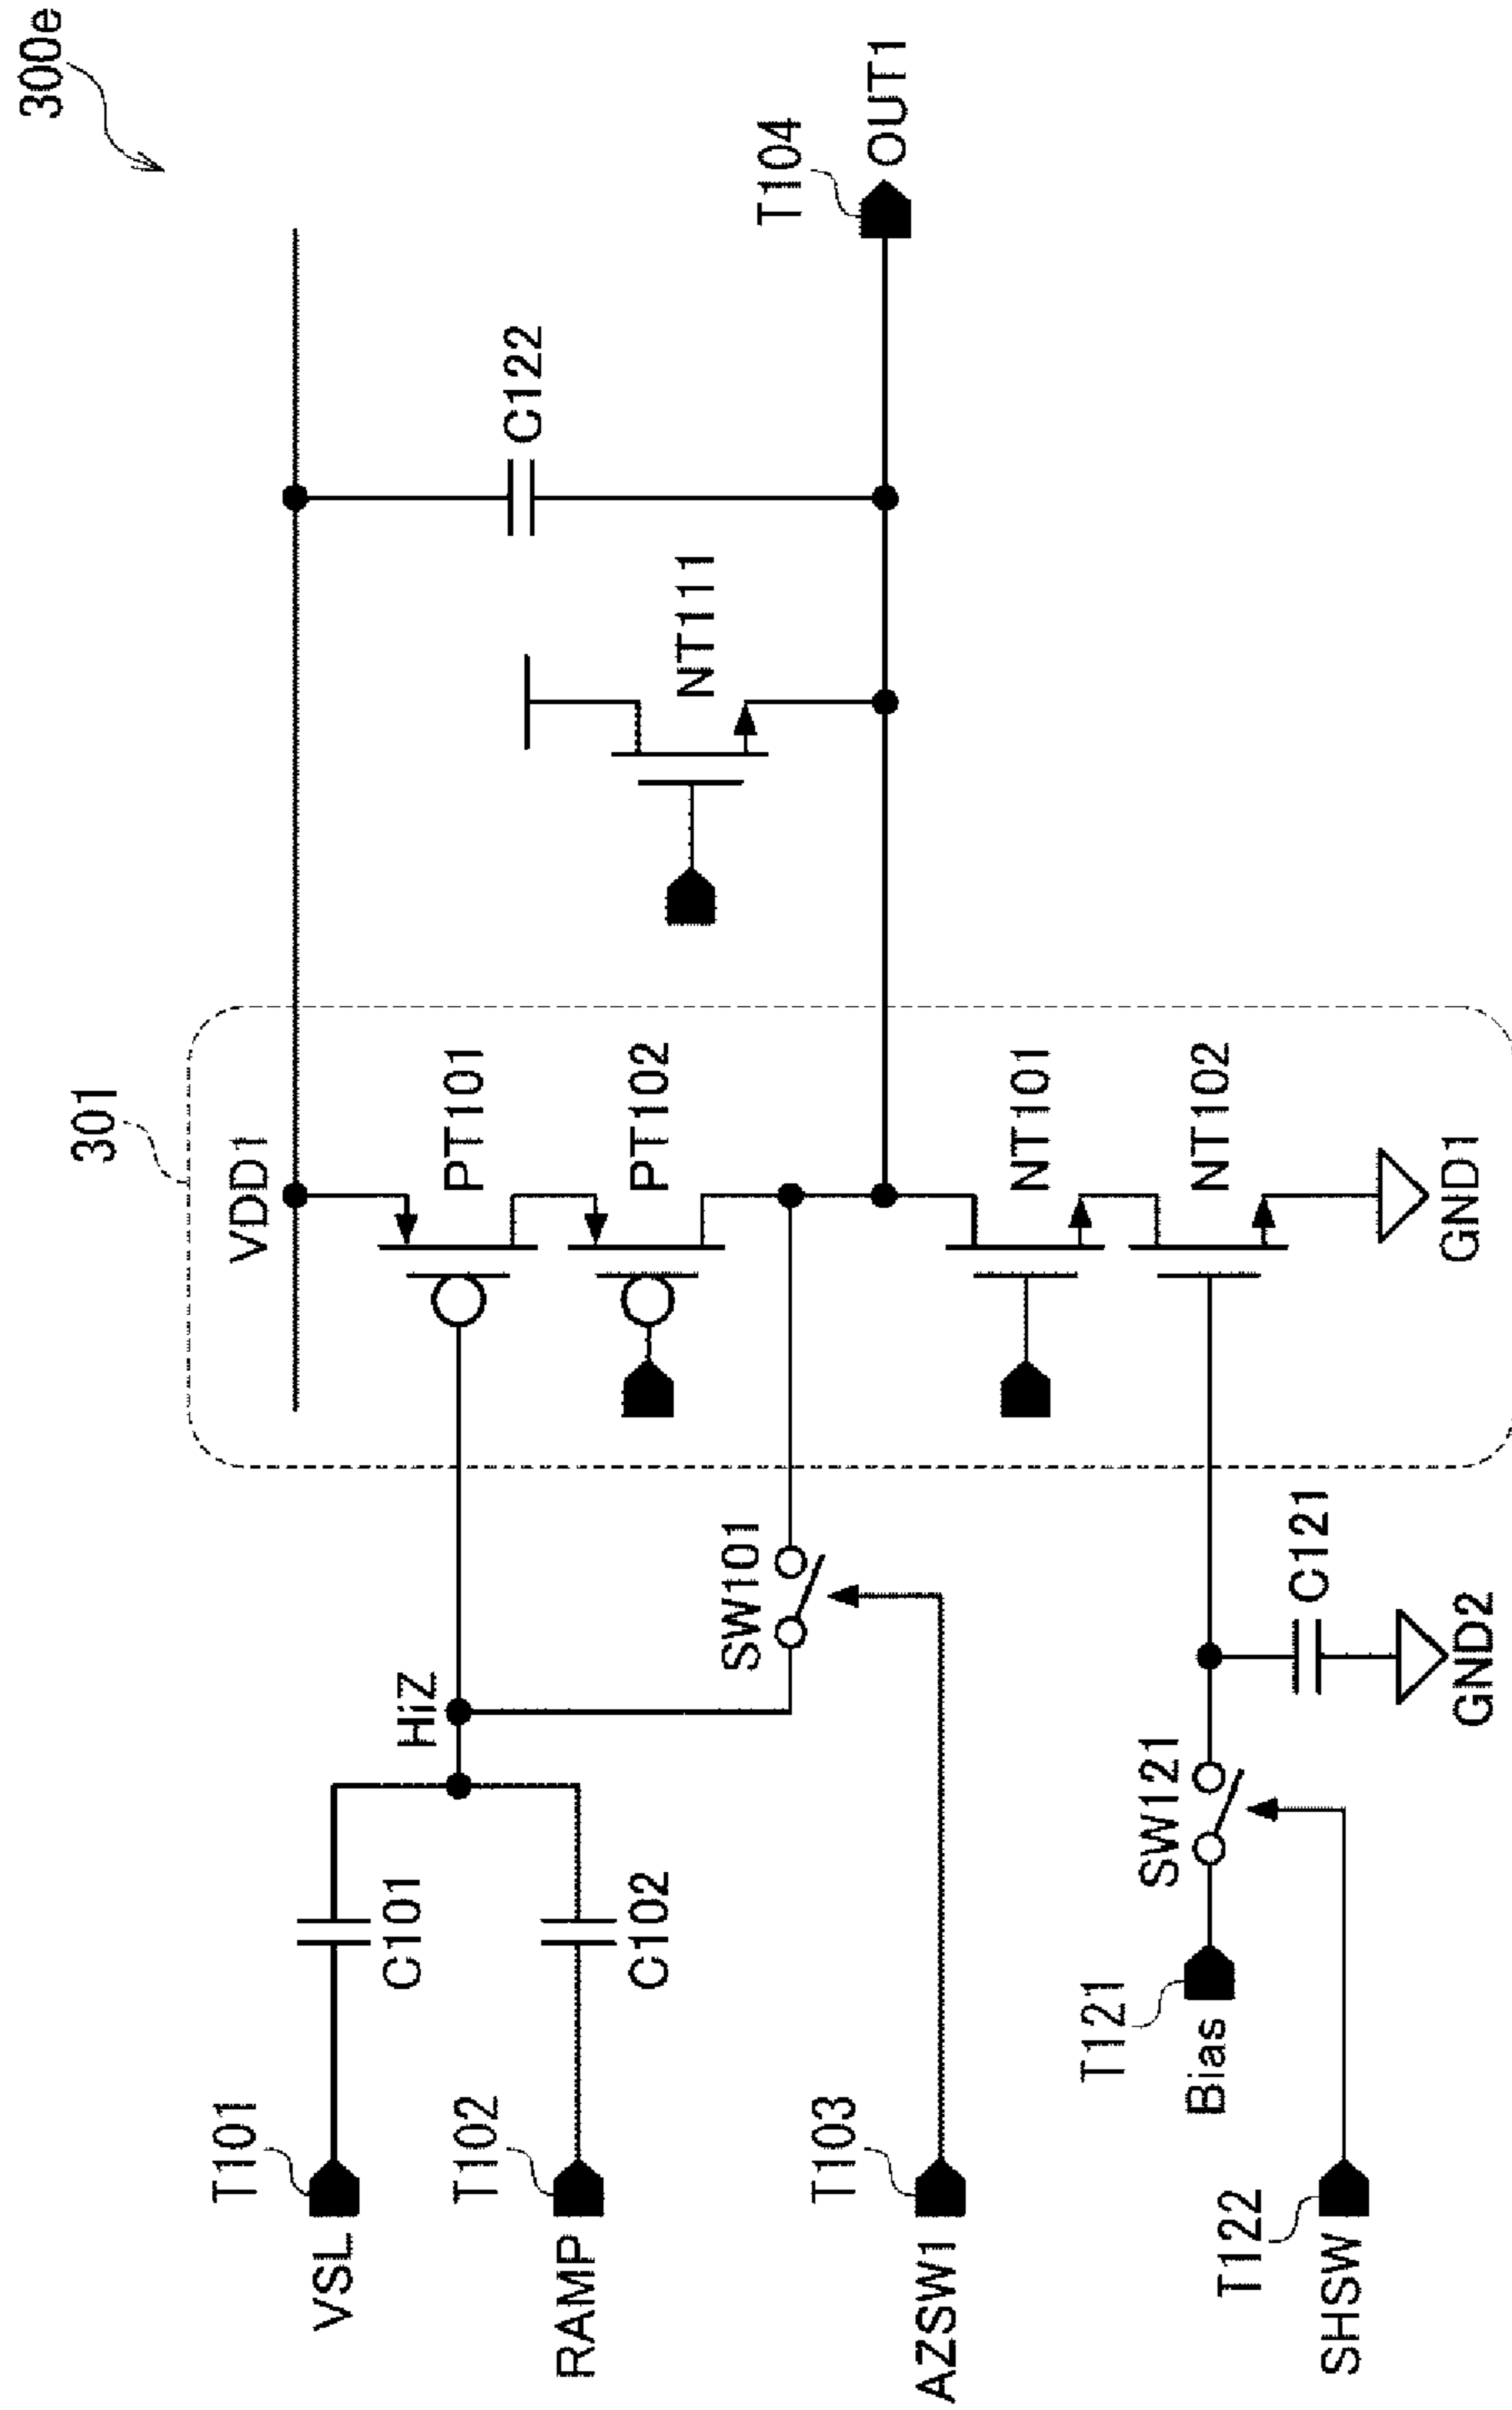 300e
301
VDD1
T101
VSL
C101
HiZ
PT101
C122
T102
RAMP
C102
PT102
NT111
SW101
T104
OUT1
T103
AZSW1
NT101
T121
Bias
SW121
NT102
C121
T122
SHSW
GND2
GND1